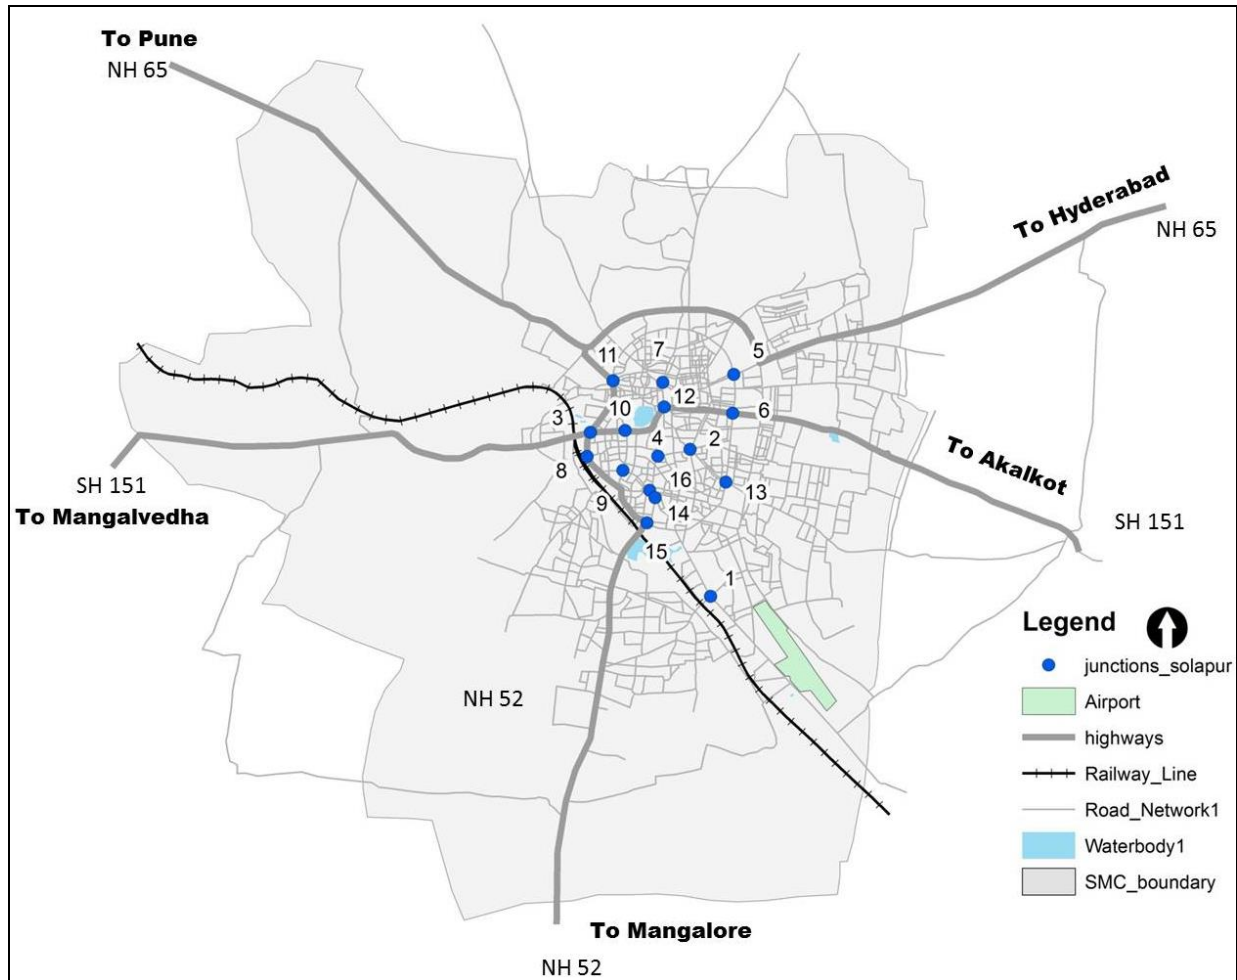 To Pune
NH 65
To Hyderabad
NH 65
11
7
5
12
10
6
3
4
2
To Akalkot
8
16
13
SH 151
To Mangalvedha
9
14
SH 151
15
1
NH 52
To Mangalore
NH 52
Legend
junctions_solapur
Airport
highways
Railway_Line
Road_Network1
Waterbody1
SMC_boundary